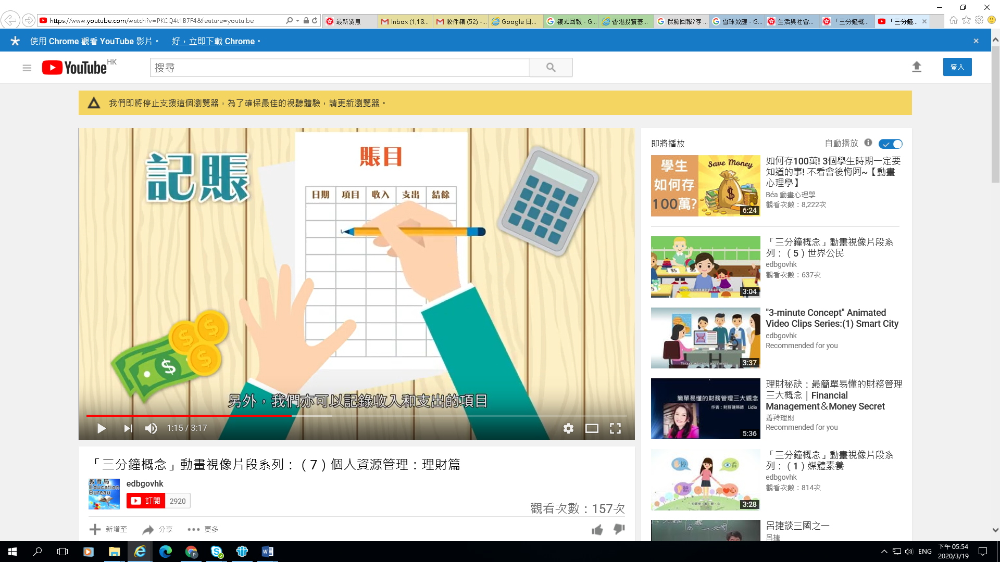 https://www.youtube.com/watch?v=PKCQ4t1B7F4&feature=youtu.be
最新消息
Inbox (1,18...
收件箱 (52) -...
Google 日...
複式回報 - G...
香港投資基...
保險回報?存 ...
雪球效應 - G...
生活與社會...
「三分鐘概...
「三分鐘...
使用 Chrome 觀看 YouTube 影片。 好，立即下載 Chrome。
YouTube HK
搜尋
登入
我們即將停止支援這個瀏覽器，為了確保最佳的視聽體驗，請更新瀏覽器。
記賬
賬目
日期 項目 收入 支出 結餘
另外，我們亦可以記錄收入和支出的項目
1:15 / 3:17
「三分鐘概念」動畫視像片段系列：（7）個人資源管理：理財篇
教育局
Education
Bureau
edbgovhk
訂閱 2920
觀看次數：157次
新增至 分享 更多
即將播放 自動播放
學生
如何存
100萬?
Save Money
6:24
如何存100萬! 3個學生時期一定要
知道的事! 不看會後悔阿~【動畫
心理學】
Béa 動畫心理學
觀看次數：8,222次
3:04
「三分鐘概念」動畫視像片段系
列：（5）世界公民
edbgovhk
觀看次數：637次
3:37
"3-minute Concept" Animated
Video Clips Series:(1) Smart City
edbgovhk
Recommended for you
簡單易懂的財務管理三大觀念
作者：財務建築師 Lidia
5:36
理財秘訣：最簡單易懂的財務管理
三大概念｜Financial
Management＆Money Secret
菁羚理財
Recommended for you
停
看
心
3:28
「三分鐘概念」動畫視像片段系
列：（1）媒體素養
edbgovhk
觀看次數：814次
呂捷談三國之一
呂捷
ENG
下午 05:54
2020/3/19